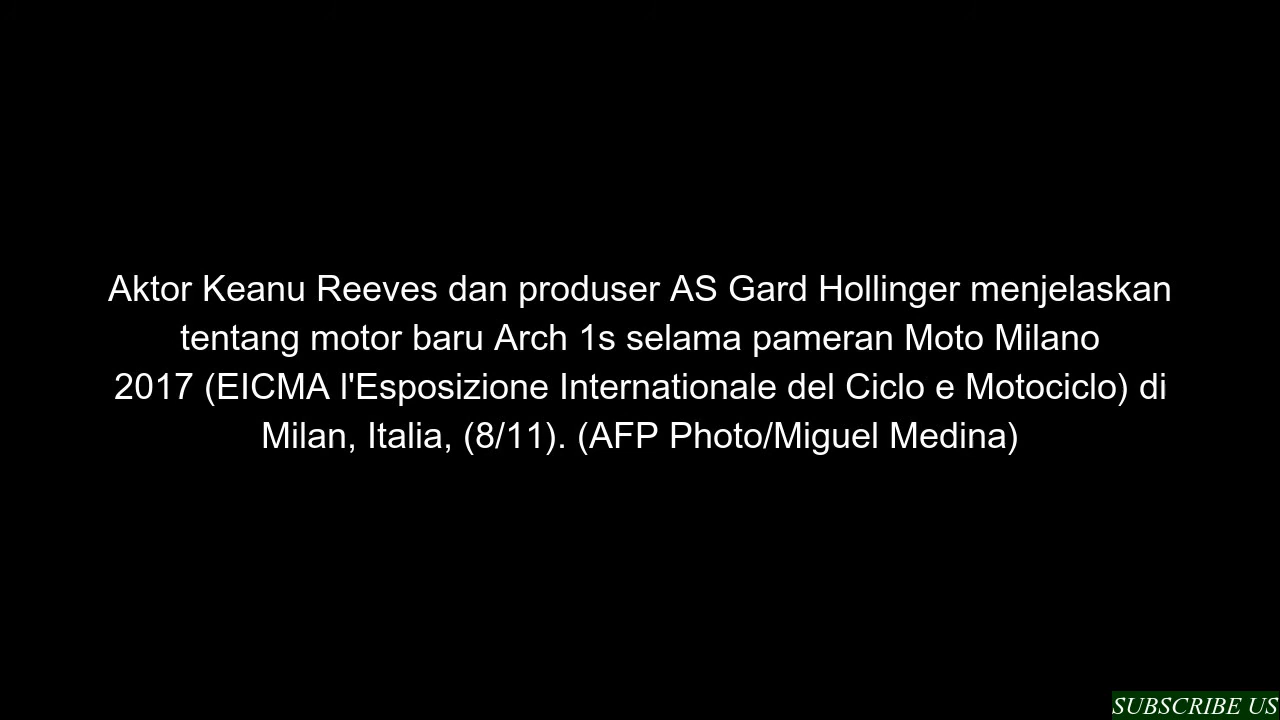 Aktor Keanu Reeves dan produser AS Gard Hollinger menjelaskan
tentang motor baru Arch 1s selama pameran Moto Milano
2017 (EICMA l'Esposizione Internationale del Ciclo e Motociclo) di
Milan, Italia, (8/11). (AFP Photo/Miguel Medina)
SUBSCRIBE US